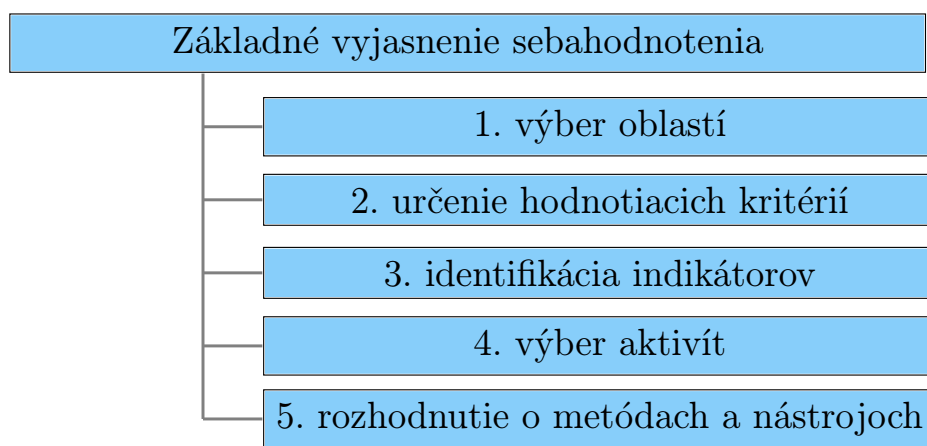 Základné vyjasnenie sebahodnotenia
1. výber oblastí
2. určenie hodnotiacich kritérií
3. identifikácia indikátorov
4. výber aktivít
5. rozhodnutie o metódach a nástrojoch